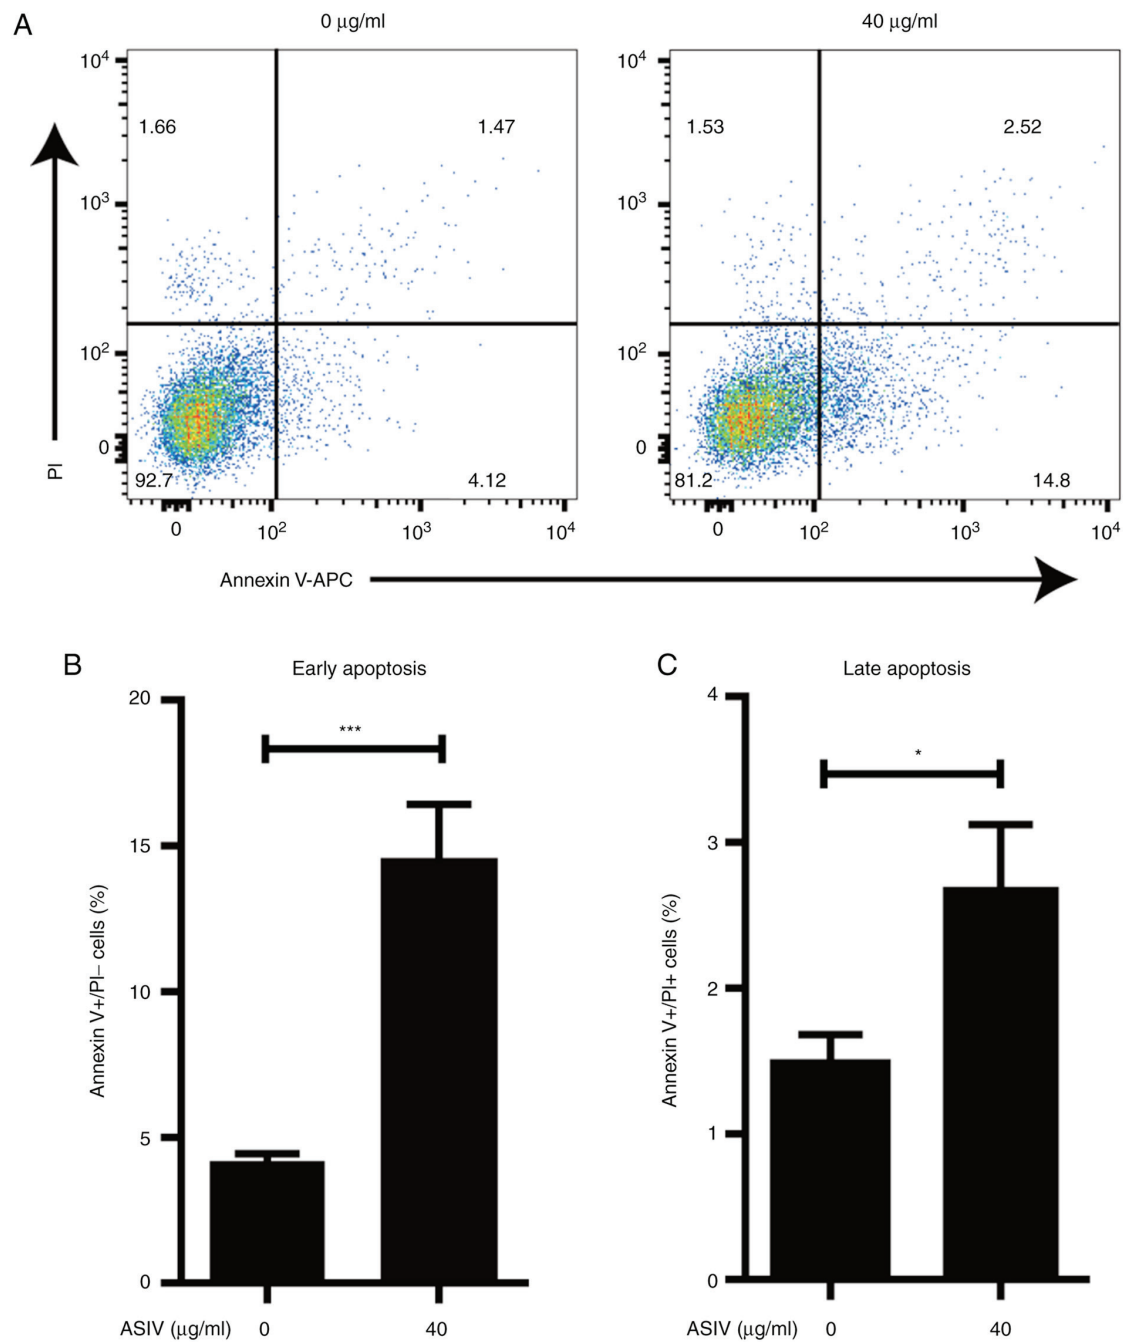 A
0 μg/ml
40 μg/ml
10⁴
10³
10²
0
PI
1.66
1.47
92.7
4.12
0
10²
10³
10⁴
10⁴
10³
10²
0
1.53
2.52
81.2
14.8
0
10²
10³
10⁴
Annexin V-APC
B
Early apoptosis
20
15
10
5
0
Annexin V+/PI− cells (%)
***
ASIV (μg/ml) 0 40
C
Late apoptosis
4
3
2
1
0
Annexin V+/PI+ cells (%)
*
ASIV (μg/ml) 0 40